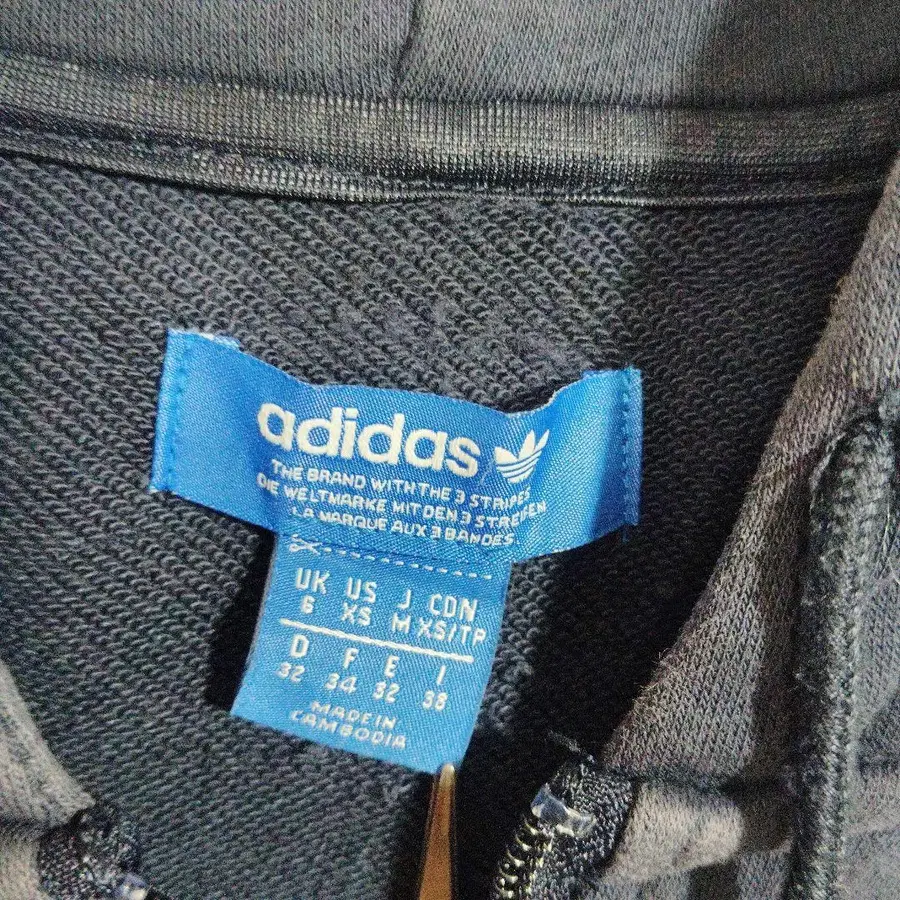 adidas
THE BRAND WITH THE 3 STRIPES
DIE WELTMARKE MIT DEN 3 STREIFEN
LA MARQUE AUX 3 BANDES
UK US J CDN
6 XS M XS/TP
D F E I
32 34 32 38
MADE IN
CAMBODIA